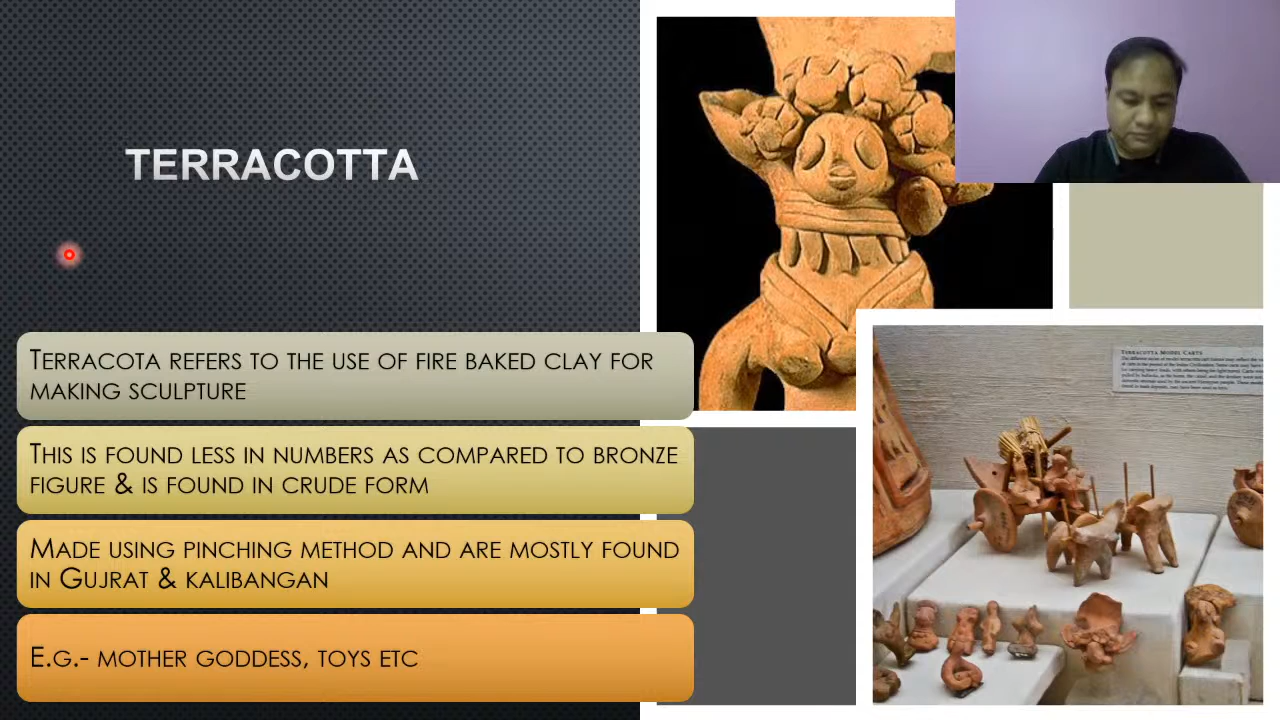 TERRACOTTA
TERRACOTA REFERS TO THE USE OF FIRE BAKED CLAY FOR
MAKING SCULPTURE
THIS IS FOUND LESS IN NUMBERS AS COMPARED TO BRONZE
FIGURE & IS FOUND IN CRUDE FORM
MADE USING PINCHING METHOD AND ARE MOSTLY FOUND
IN GUJRAT & KALIBANGAN
E.G.- MOTHER GODDESS, TOYS ETC
TERRACOTTA MODEL CARTS